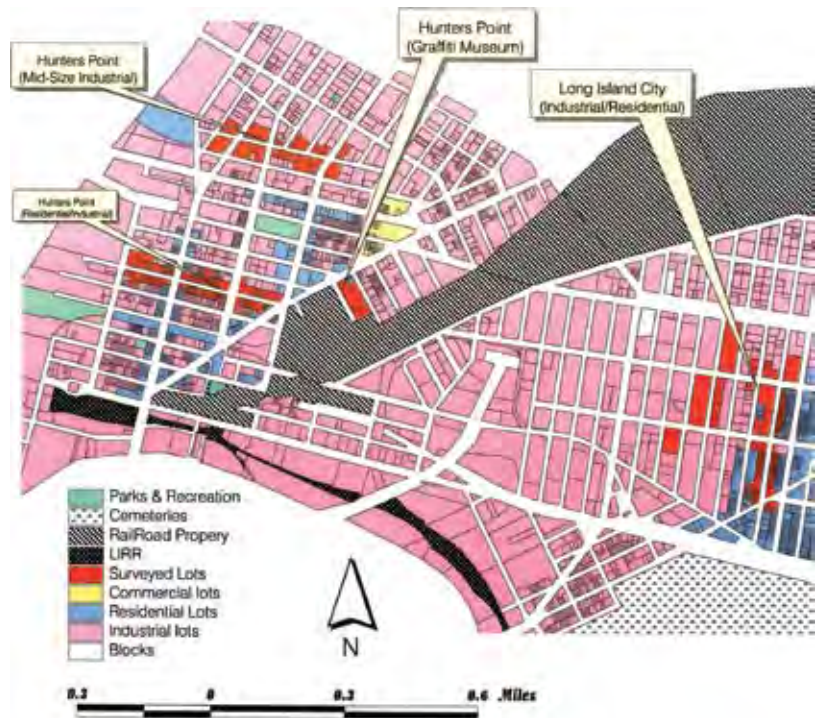 Hunters Point
(Graffiti Museum)
Hunters Point
(Mid-Size Industrial)
Long Island City
(Industrial/Residential)
Hunters Point
(Residential/Industrial)
Parks & Recreation
Cemeteries
RailRoad Propery
LIRR
Surveyed Lots
Commercial lots
Residential Lots
Industrial lots
Blocks
N
0.3 0 0.3 0.6 Miles